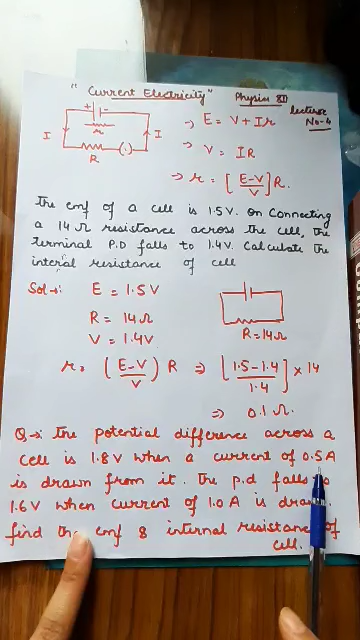 "Current Electricity" Physics 8D
lecture
No-4
+ -
r
I I
R
→ E = V + Ir
→ V = IR
⇒ r = [E-V/V] R.
The emf of a cell is 1.5V. On Connecting
a 14Ω resistance across the cell, the
terminal P.D falls to 1.4V. Calculate the
interal resistance of cell
Sol→: E = 1.5V
R = 14Ω
V = 1.4V
R = 14Ω
r = (E-V/V) R ⇒ [1.5-1.4/1.4] × 14
⇒ 0.1 Ω.
Q→: The potential difference across a
cell is 1.8V when a current of 0.5A
is drawn from it. The p.d falls to
1.6V when current of 1.0 A is drawn.
find the emf & internal resistance of
cell.